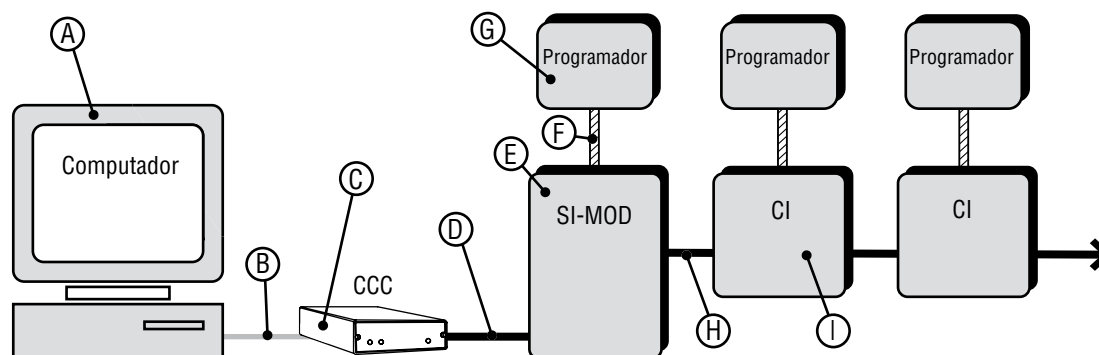 A
G
Programador
Programador
Programador
F
Computador
E
C
SI-MOD
CI
CI
D
B
CCC
H
I